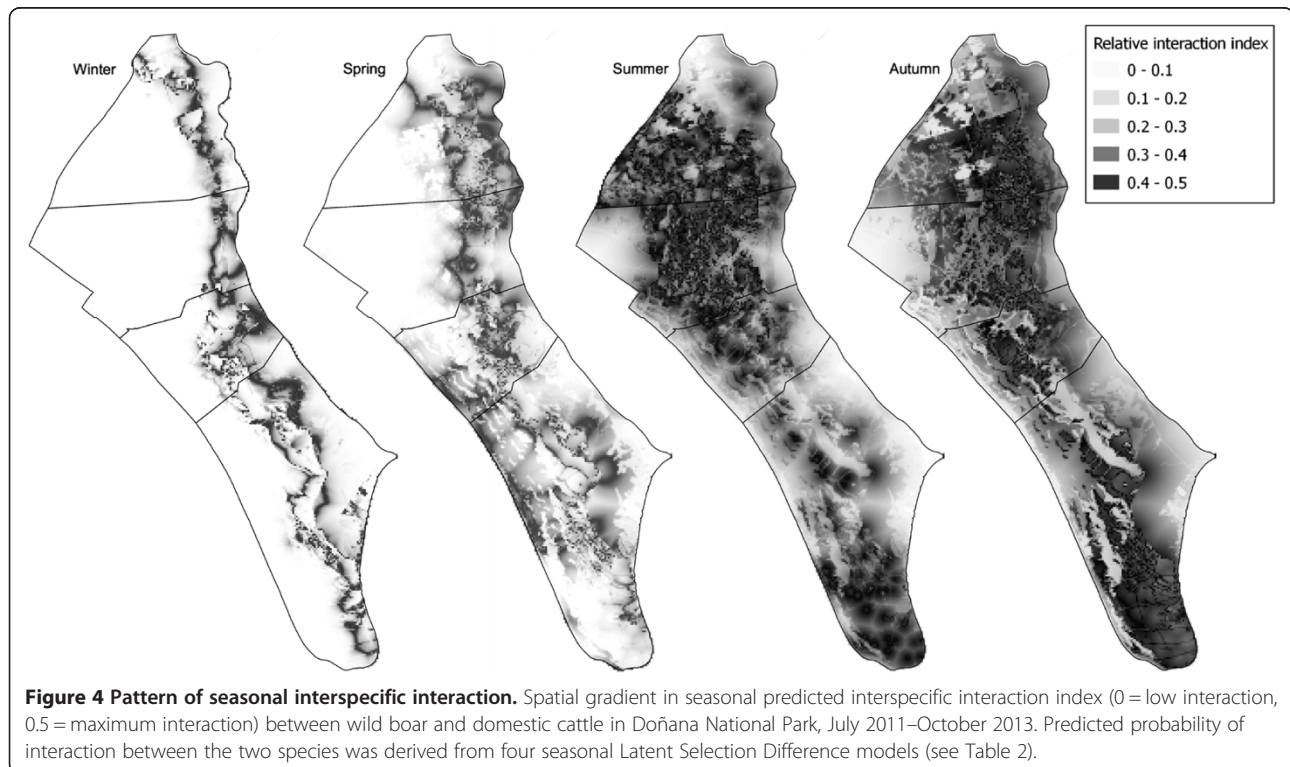 Winter
Spring
Summer
Autumn
Relative interaction index
0 - 0.1
0.1 - 0.2
0.2 - 0.3
0.3 - 0.4
0.4 - 0.5
Figure 4 Pattern of seasonal interspecific interaction. Spatial gradient in seasonal predicted interspecific interaction index (0 = low interaction,
0.5 = maximum interaction) between wild boar and domestic cattle in Doñana National Park, July 2011–October 2013. Predicted probability of
interaction between the two species was derived from four seasonal Latent Selection Difference models (see Table 2).